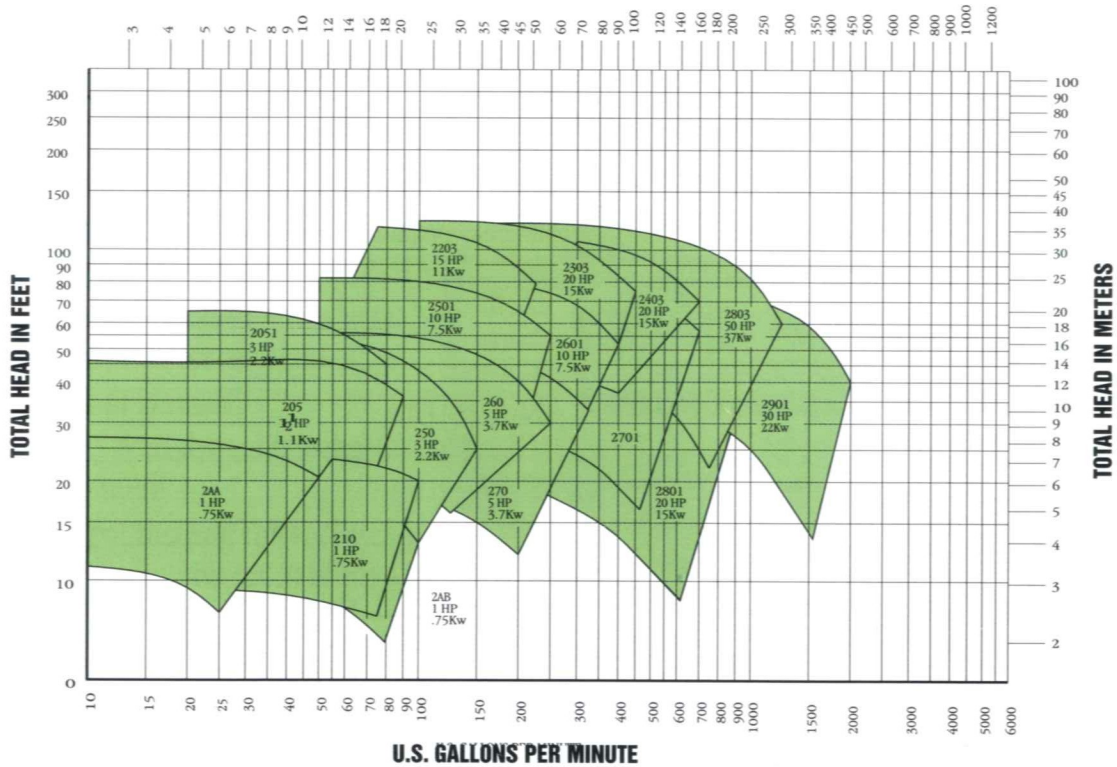 3 4 5 6 7 8 9 10 12 14 16 18 20 25 30 35 40 45 50 60 70 80 90 100 120 140 160 180 200 250 300 350 400 450 500 600 700 800 900 1000 1200
TOTAL HEAD IN FEET
300
250
200
150
100
90
80
70
60
50
40
30
20
15
10
O
TOTAL HEAD IN METERS
100
90
80
70
60
50
45
40
35
30
25
20
18
16
14
12
10
9
8
7
6
5
4
3
2
2203
15 HP
11Kw
2303
20 HP
15Kw
2403
20 HP
15Kw
2803
50 HP
37Kw
2501
10 HP
7.5Kw
2601
10 HP
7.5Kw
2051
3 HP
2.2Kw
205
HP
1.1Kw
250
3 HP
2.2Kw
260
5 HP
3.7Kw
2701
2901
30 HP
22Kw
2AA
1 HP
.75Kw
210
1 HP
.75Kw
270
5 HP
3.7Kw
2801
20 HP
15Kw
2AB
1 HP
.75Kw
10 15 20 25 30 40 50 60 70 80 90 100 150 200 300 400 500 600 700 800 900 1000 1500 2000 3000 4000 5000 6000
U.S. GALLONS PER MINUTE